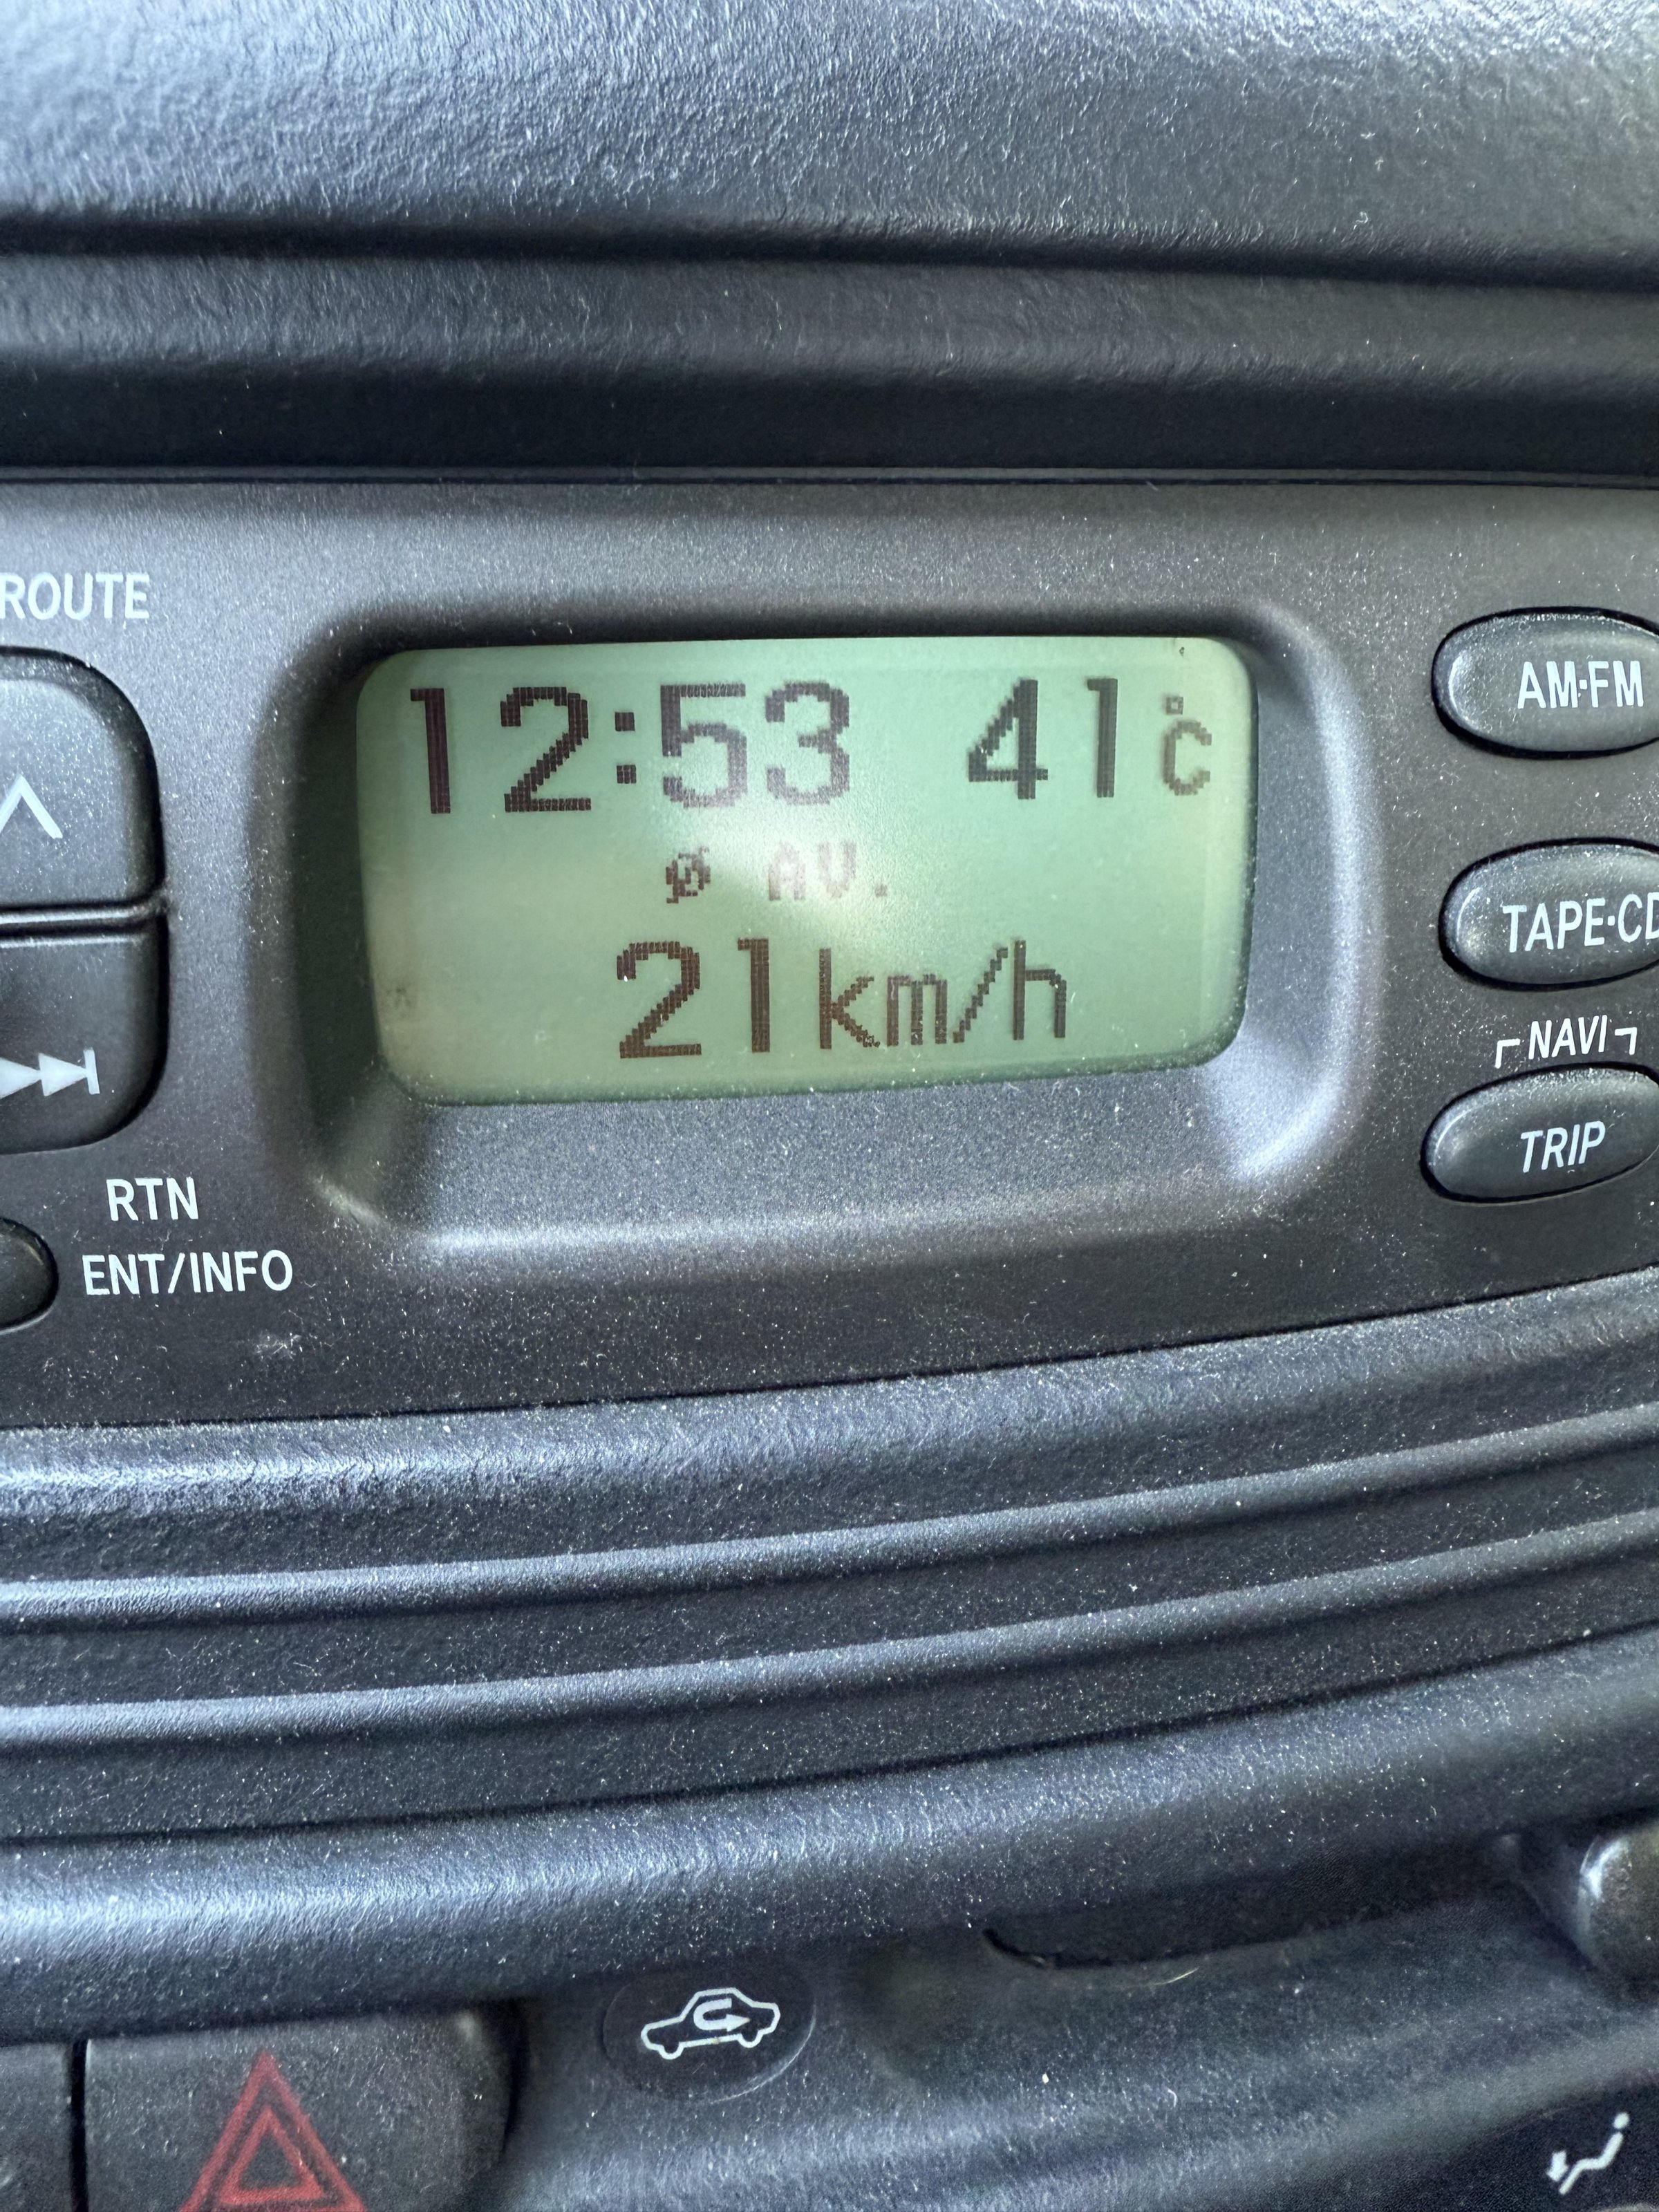 ROUTE
12:53 41°C
AM·FM
ø AV.
TAPE·CD
21km/h
NAVI
TRIP
RTN
ENT/INFO